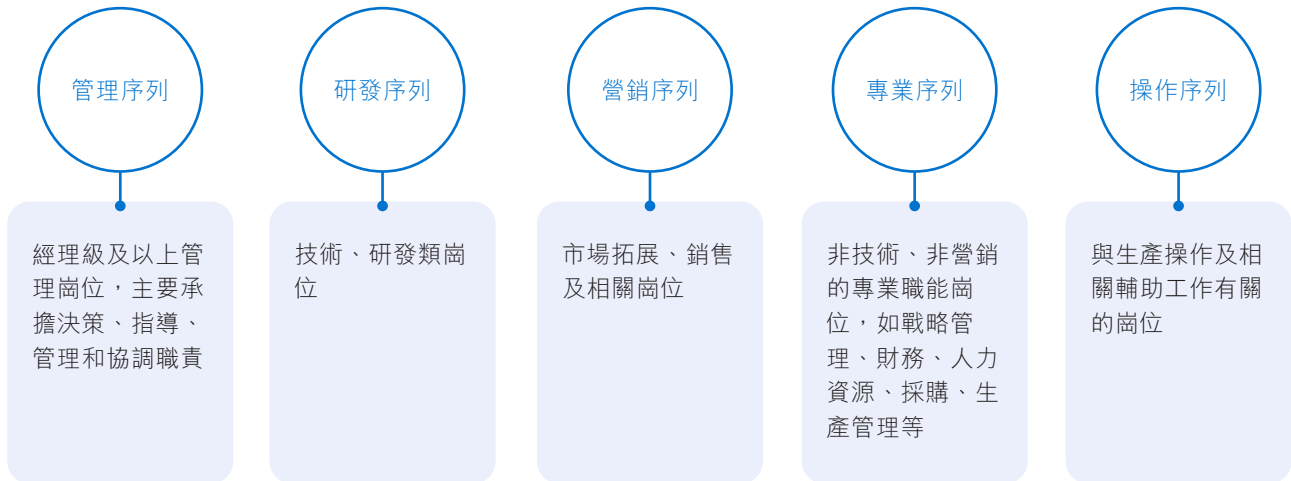 管理序列
研發序列
營銷序列
專業序列
操作序列
經理級及以上管
理崗位，主要承
擔決策、指導、
管理和協調職責
技術、研發類崗
位
市場拓展、銷售
及相關崗位
非技術、非營銷
的專業職能崗
位，如戰略管
理、財務、人力
資源、採購、生
產管理等
與生產操作及相
關輔助工作有關
的崗位